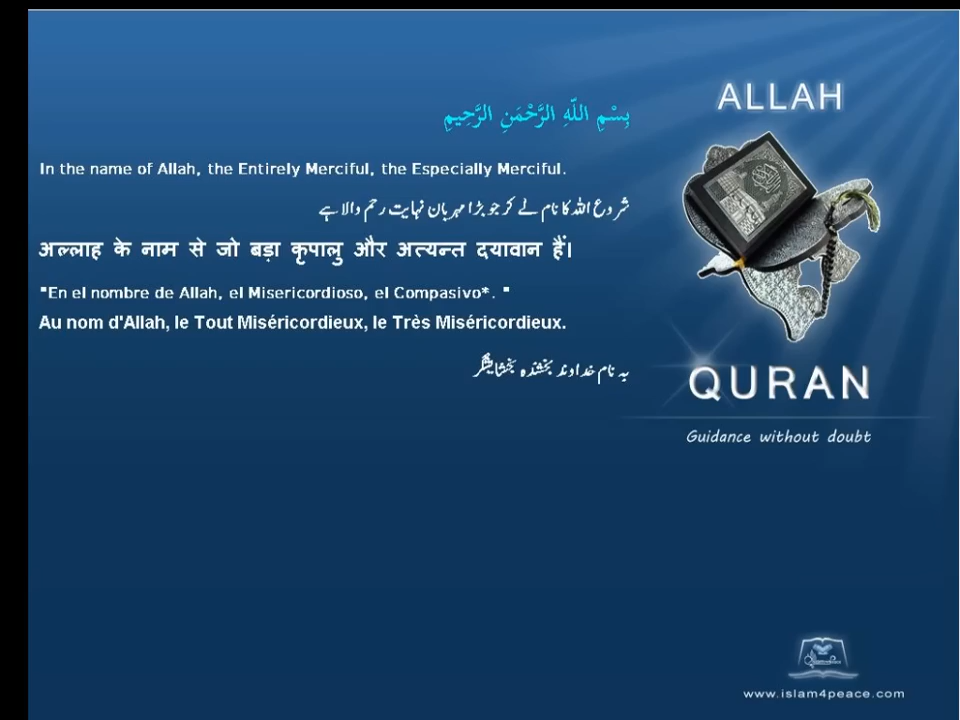 بِسْمِ اللَّهِ الرَّحْمَنِ الرَّحِيمِ
In the name of Allah, the Entirely Merciful, the Especially Merciful.
شروع الله کا نام لے کر جو بڑا مہربان نہایت رحم والا ہے
अल्लाह के नाम से जो बड़ा कृपालु और अत्यन्त दयावान हैं।
"En el nombre de Allah, el Misericordioso, el Compasivo*. "
Au nom d'Allah, le Tout Miséricordieux, le Très Miséricordieux.
به نام خداوند بخشنده بخشایشگر
ALLAH
QURAN
Guidance without doubt
www.islam4peace.com